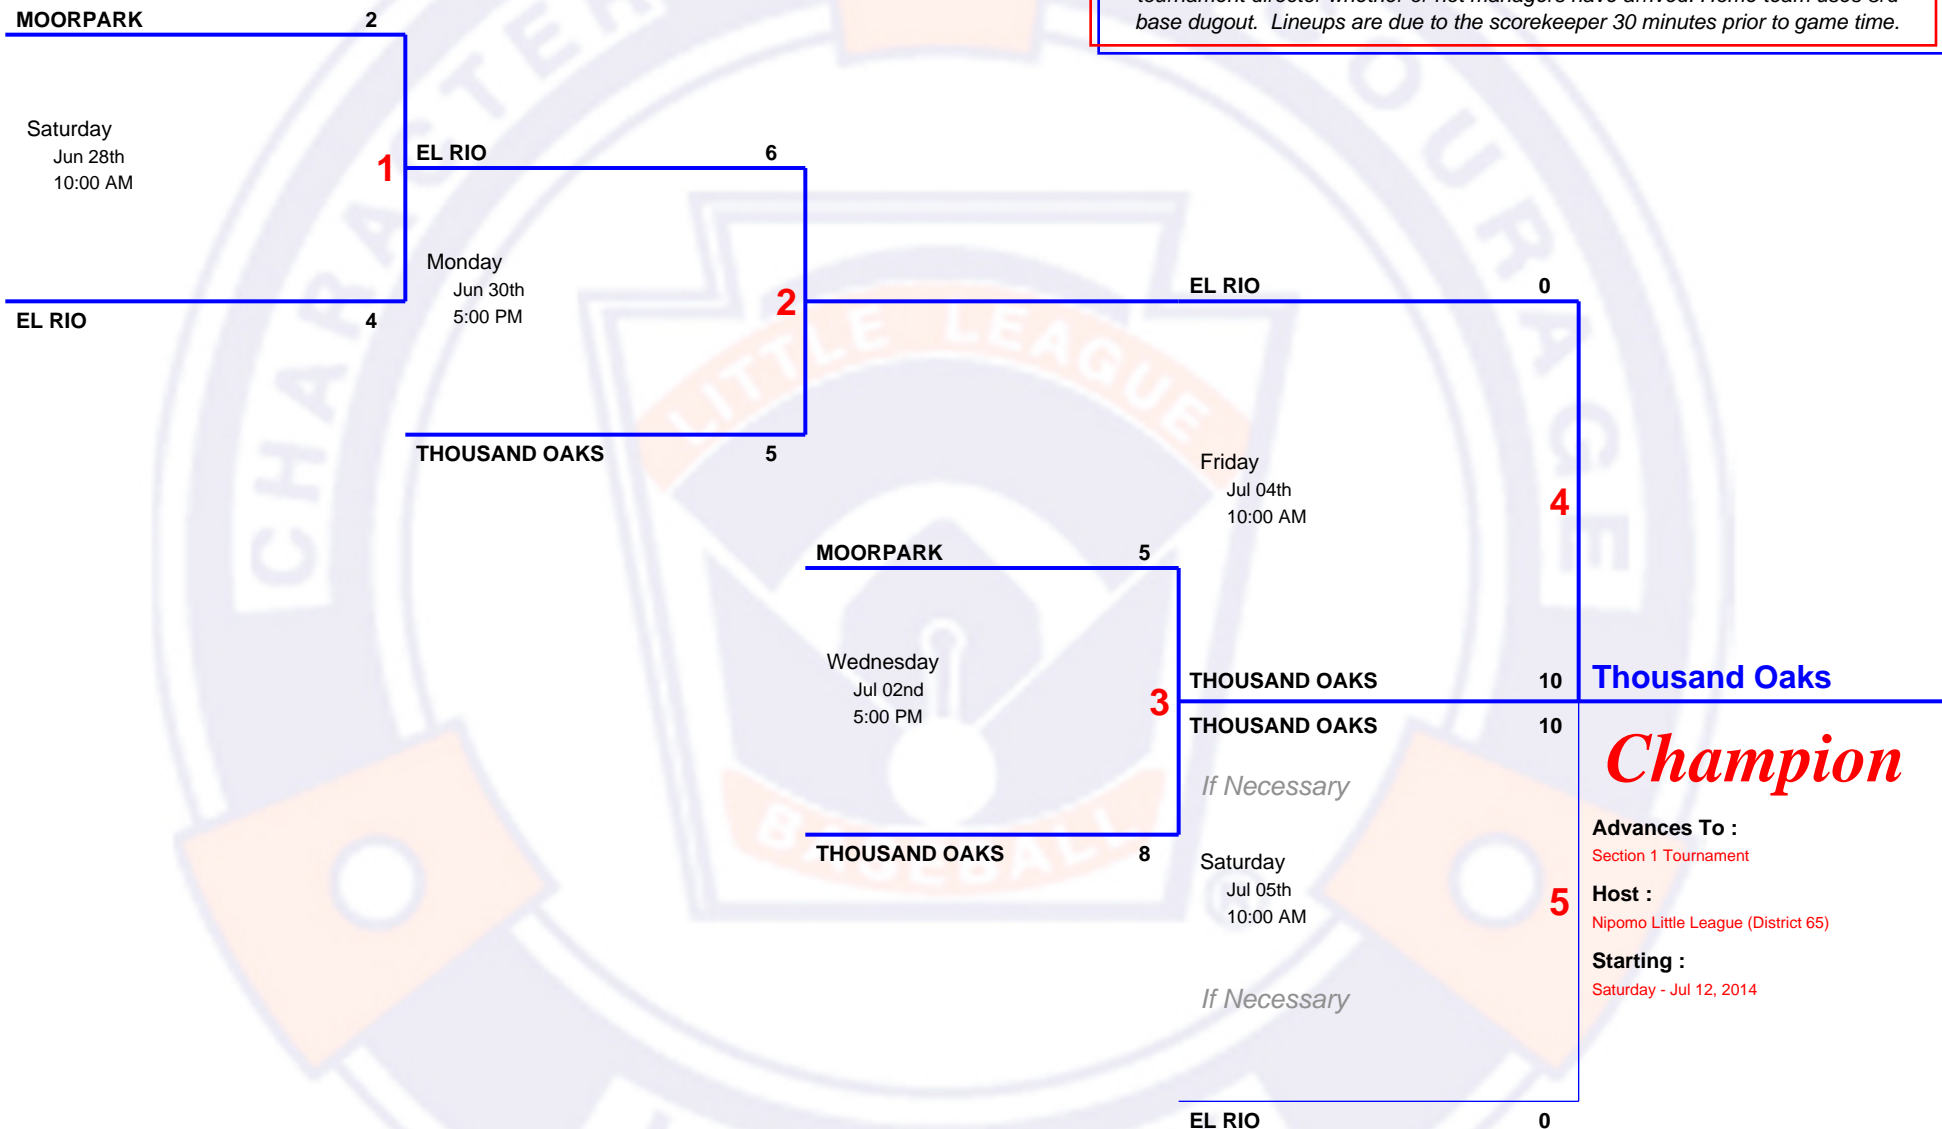 base dugout.  Lineups are due to the scorekeeper 30 minutes prior to game time.
MOORPARK 2
Saturday
Jun 28th
10:00 AM
1
EL RIO 4
EL RIO 6
Monday
Jun 30th
5:00 PM
2
THOUSAND OAKS 5
MOORPARK 5
Wednesday
Jul 02nd
5:00 PM
3
THOUSAND OAKS 8
EL RIO 0
Friday
Jul 04th
10:00 AM
4
THOUSAND OAKS 10
THOUSAND OAKS 10
If Necessary
Saturday
Jul 05th
10:00 AM
5
If Necessary
EL RIO 0
Thousand Oaks
Champion
Advances To :
Section 1 Tournament
Host :
Nipomo Little League (District 65)
Starting :
Saturday - Jul 12, 2014
CHARACTER
COURAGE
LITTLE LEAGUE
BASEBALL
®